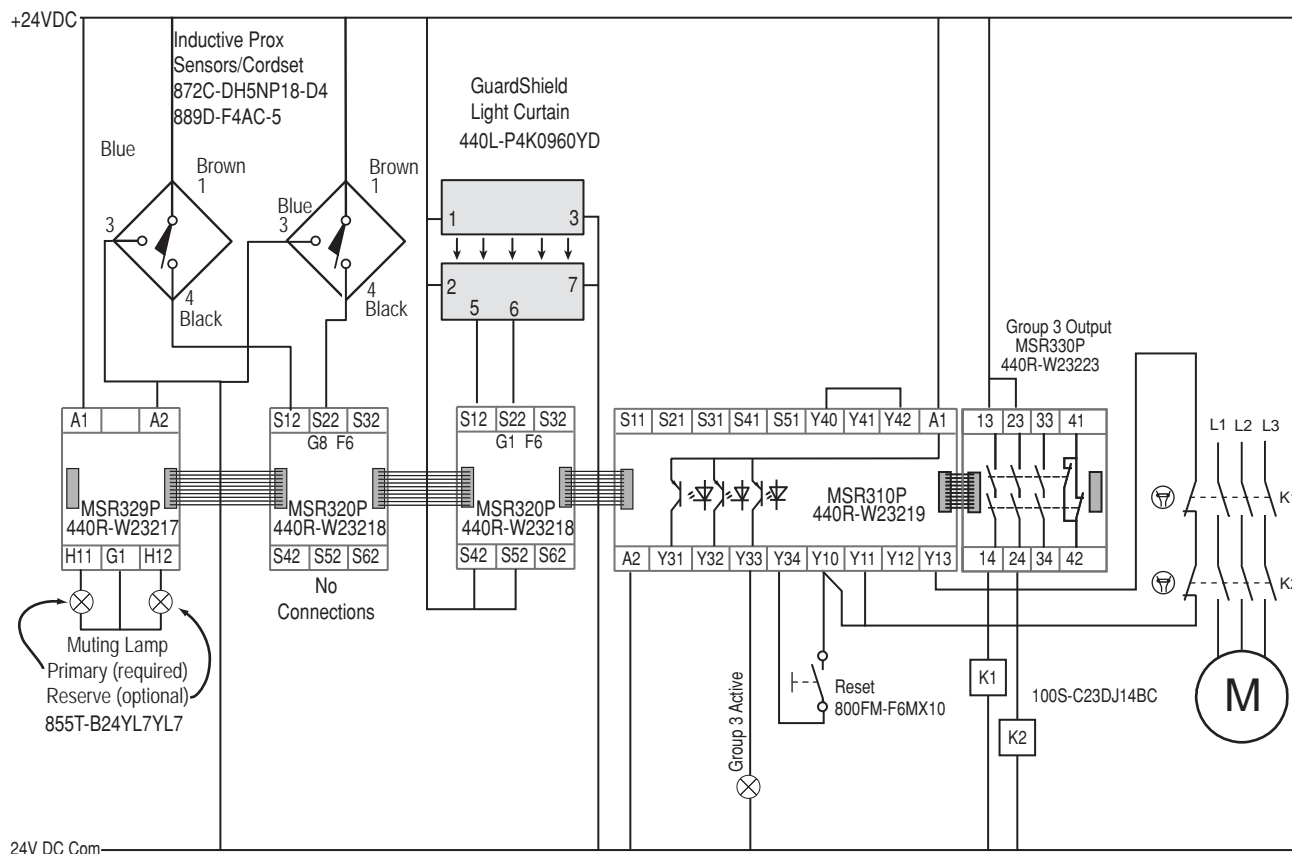 +24VDC
Inductive Prox
Sensors/Cordset
872C-DH5NP18-D4
889D-F4AC-5
GuardShield
Light Curtain
440L-P4K0960YD
Blue
Brown
1
3
4
Black
Blue
3
Brown
1
4
Black
1 3
2 7
5 6
Group 3 Output
MSR330P
440R-W23223
A1 A2
MSR329P
440R-W23217
H11 G1 H12
S12 S22 S32
G8 F6
MSR320P
440R-W23218
S42 S52 S62
No
Connections
S12 S22 S32
G1 F6
MSR320P
440R-W23218
S42 S52 S62
S11 S21 S31 S41 S51 Y40 Y41 Y42 A1
MSR310P
440R-W23219
A2 Y31 Y32 Y33 Y34 Y10 Y11 Y12 Y13
13 23 33 41
14 24 34 42
L1 L2 L3
K1
K2
Muting Lamp
Primary (required)
Reserve (optional)
855T-B24YL7YL7
Group 3 Active
Reset
800FM-F6MX10
K1
K2
100S-C23DJ14BC
M
24V DC Com